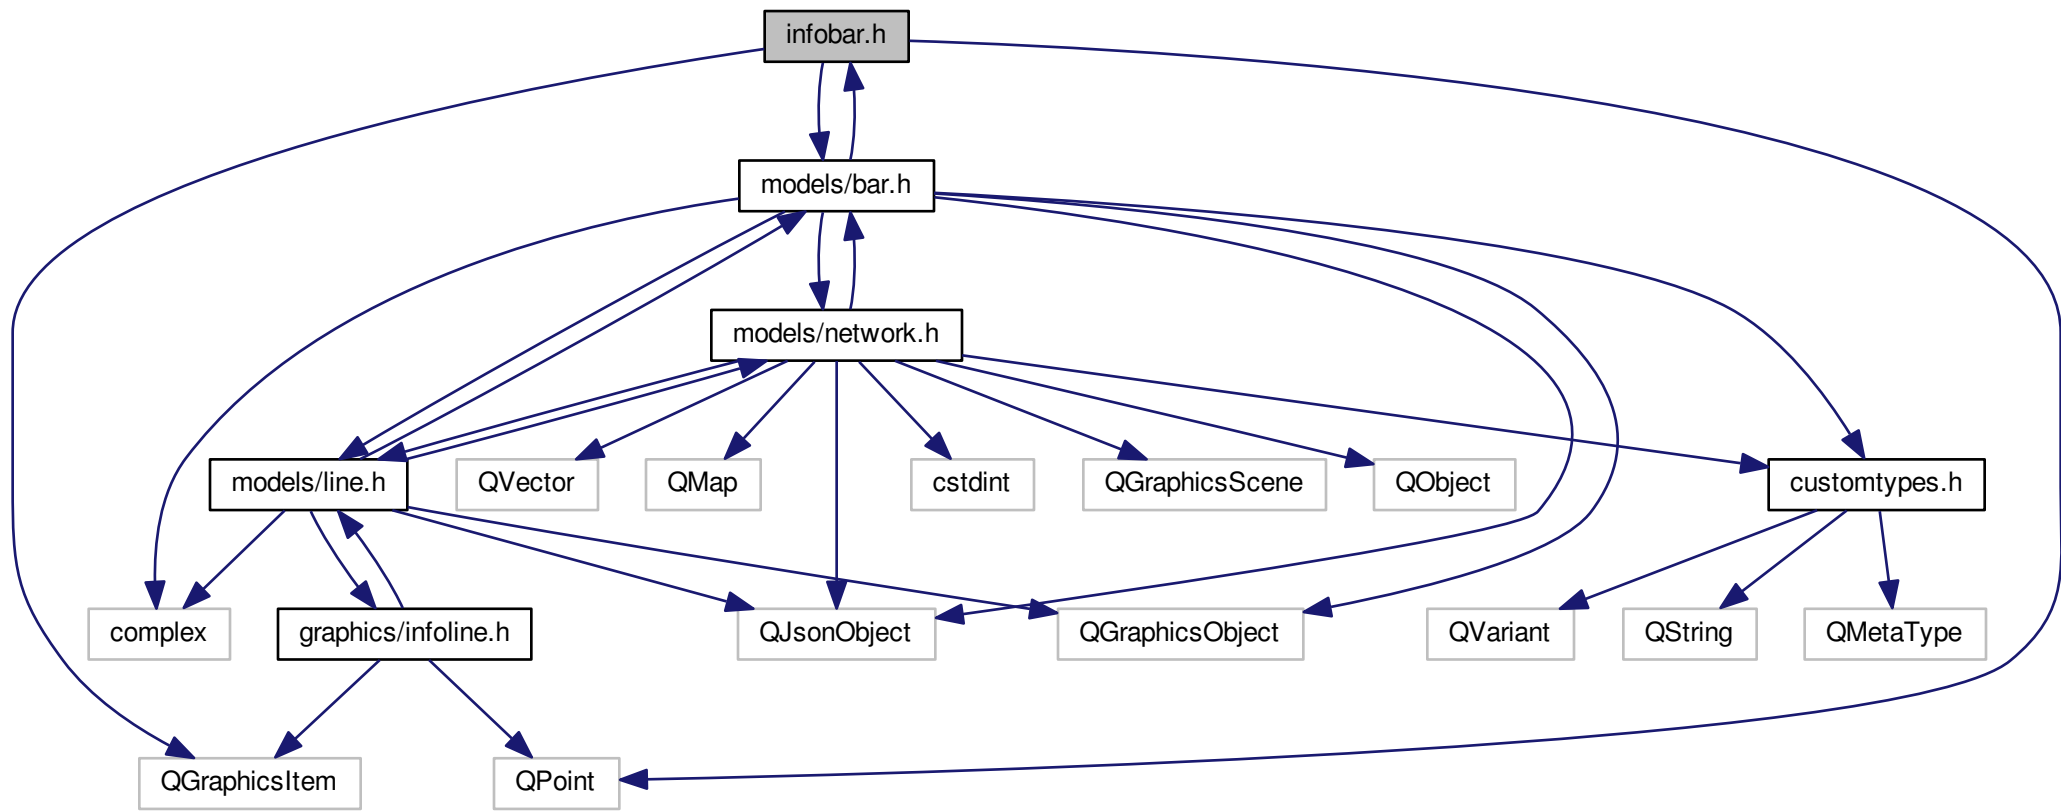 infobar.h
models/bar.h
models/network.h
models/line.h
QVector
QMap
cstdint
QGraphicsScene
QObject
customtypes.h
complex
graphics/infoline.h
QJsonObject
QGraphicsObject
QVariant
QString
QMetaType
QGraphicsItem
QPoint